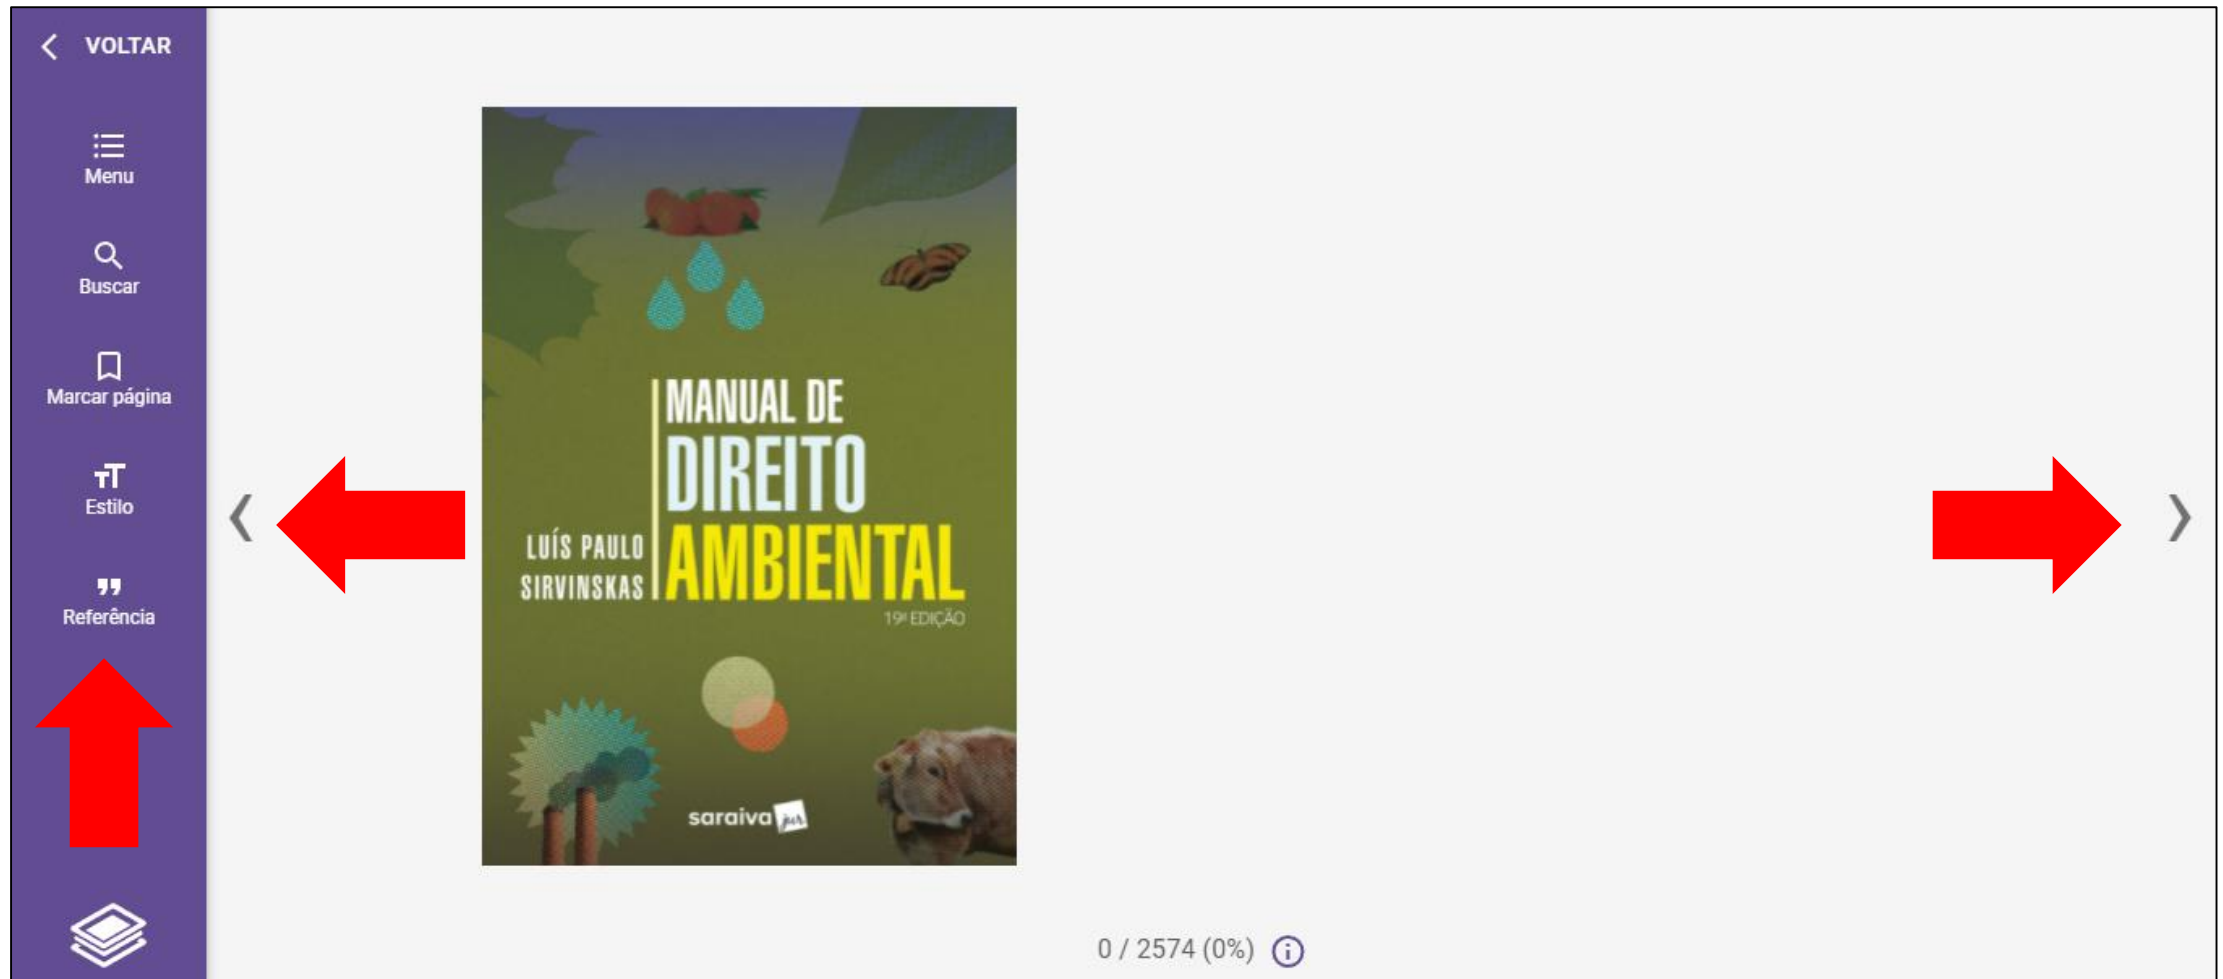 VOLTAR
Menu
Buscar
Marcar página
Estilo
Referência
MANUAL DE
DIREITO
AMBIENTAL
LUÍS PAULO
SIRVINSKAS
19ª EDIÇÃO
saraiva jur
0 / 2574 (0%)